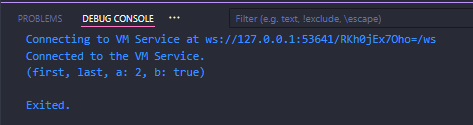 PROBLEMS
DEBUG CONSOLE
Filter (e.g. text, !exclude, \escape)
Connecting to VM Service at ws://127.0.0.1:53641/RKh0jEx7Oho=/ws
Connected to the VM Service.
(first, last, a: 2, b: true)
Exited.